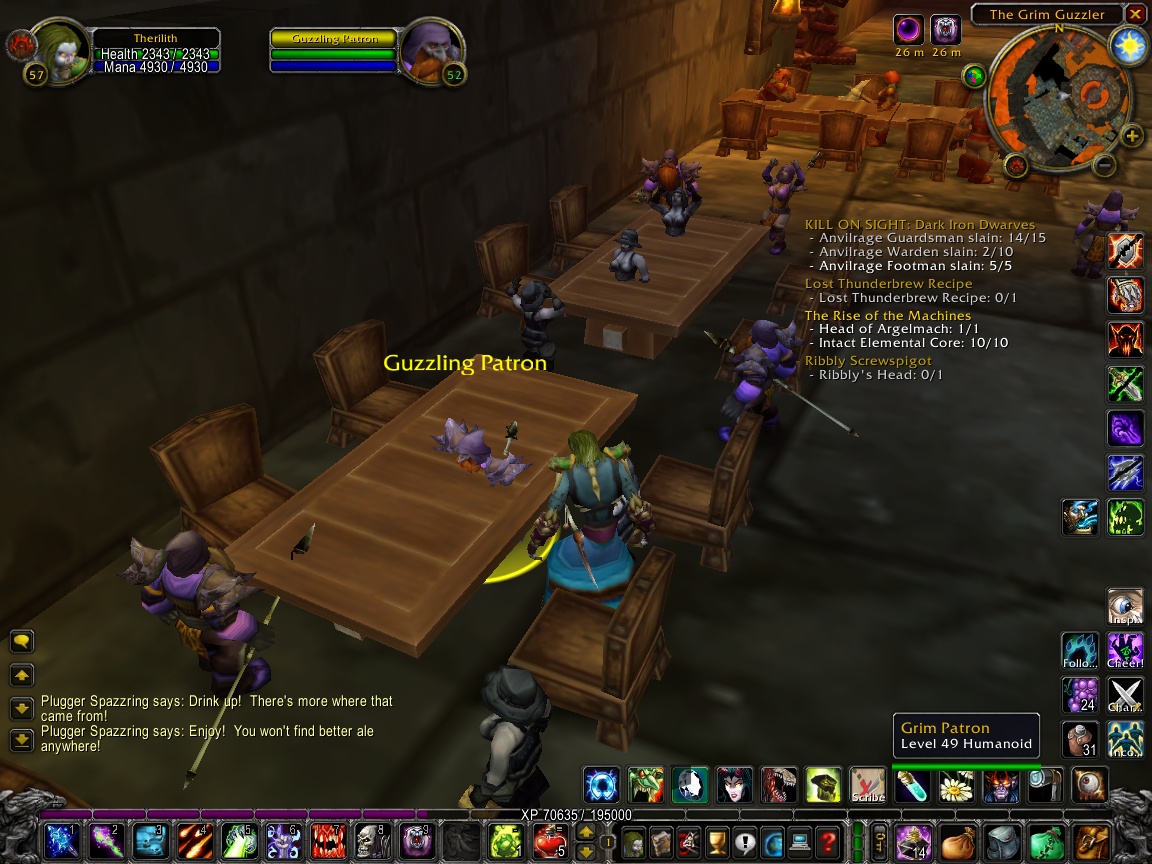 Therilith
Health 2343 / 2343
Mana 4930 / 4930
57
Guzzling Patron
52
26 m 26 m
The Grim Guzzler
N
KILL ON SIGHT: Dark Iron Dwarves
- Anvilrage Guardsman slain: 14/15
- Anvilrage Warden slain: 2/10
- Anvilrage Footman slain: 5/5
Lost Thunderbrew Recipe
- Lost Thunderbrew Recipe: 0/1
The Rise of the Machines
- Head of Argelmach: 1/1
- Intact Elemental Core: 10/10
Ribbly Screwspigot
- Ribbly's Head: 0/1
Guzzling Patron
Insp..
Follo...
Cheer!
24
Char..
31
Plugger Spazzring says: Drink up! There's more where that
came from!
Plugger Spazzring says: Enjoy! You won't find better ale
anywhere!
Grim Patron
Level 49 Humanoid
Scribe
XP 70635 / 195000
1 2 3 4 5 6 7 8 9
5
1
14